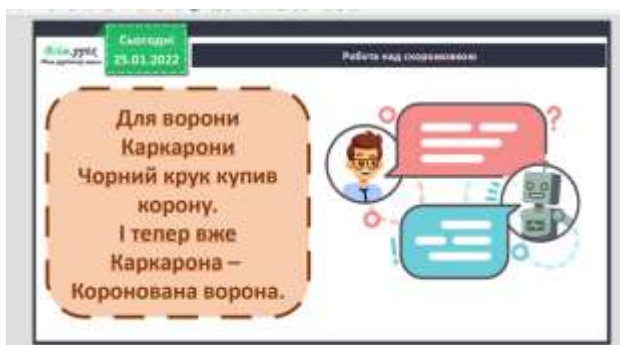 Сьогодні
25.01.2022
Робота над скоромовкою
Для ворони
Каркарони
Чорний крук купив
корону.
І тепер вже
Каркарона –
Коронована ворона.